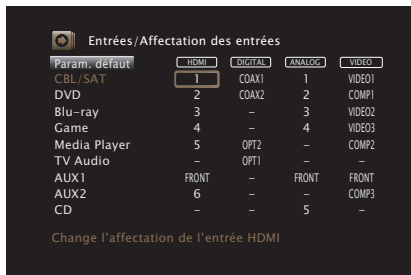 Entrées/Affectation des entrées
Param. défaut HDMI DIGITAL ANALOG VIDEO
CBL/SAT 1 COAX1 1 VIDEO1
DVD 2 COAX2 2 COMP1
Blu-ray 3 – 3 VIDEO2
Game 4 – 4 VIDEO3
Media Player 5 OPT2 – COMP2
TV Audio – OPT1 – –
AUX1 FRONT – FRONT FRONT
AUX2 6 – – COMP3
CD – – 5 –
Change l'affectation de l'entrée HDMI